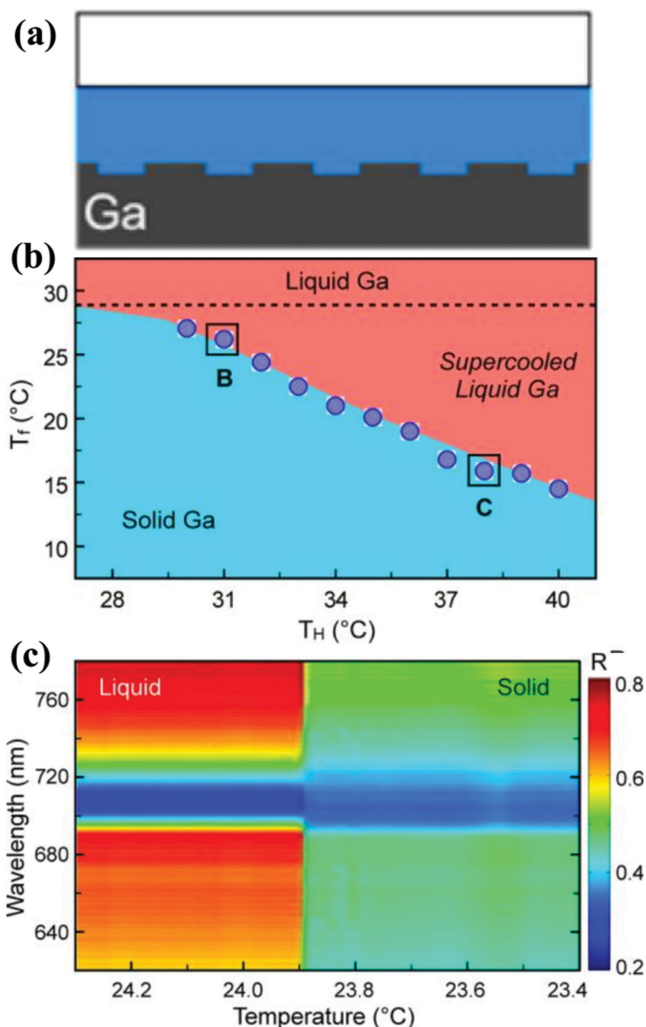 (a)
Ga
(b)
Liquid Ga
30
25
20
15
10
T_f (°C)
B
Supercooled
Liquid Ga
C
Solid Ga
28 31 34 37 40
T_H (°C)
(c)
Liquid
Solid
760
720
680
640
Wavelength (nm)
24.2 24.0 23.8 23.6 23.4
Temperature (°C)
R
0.8
0.6
0.4
0.2